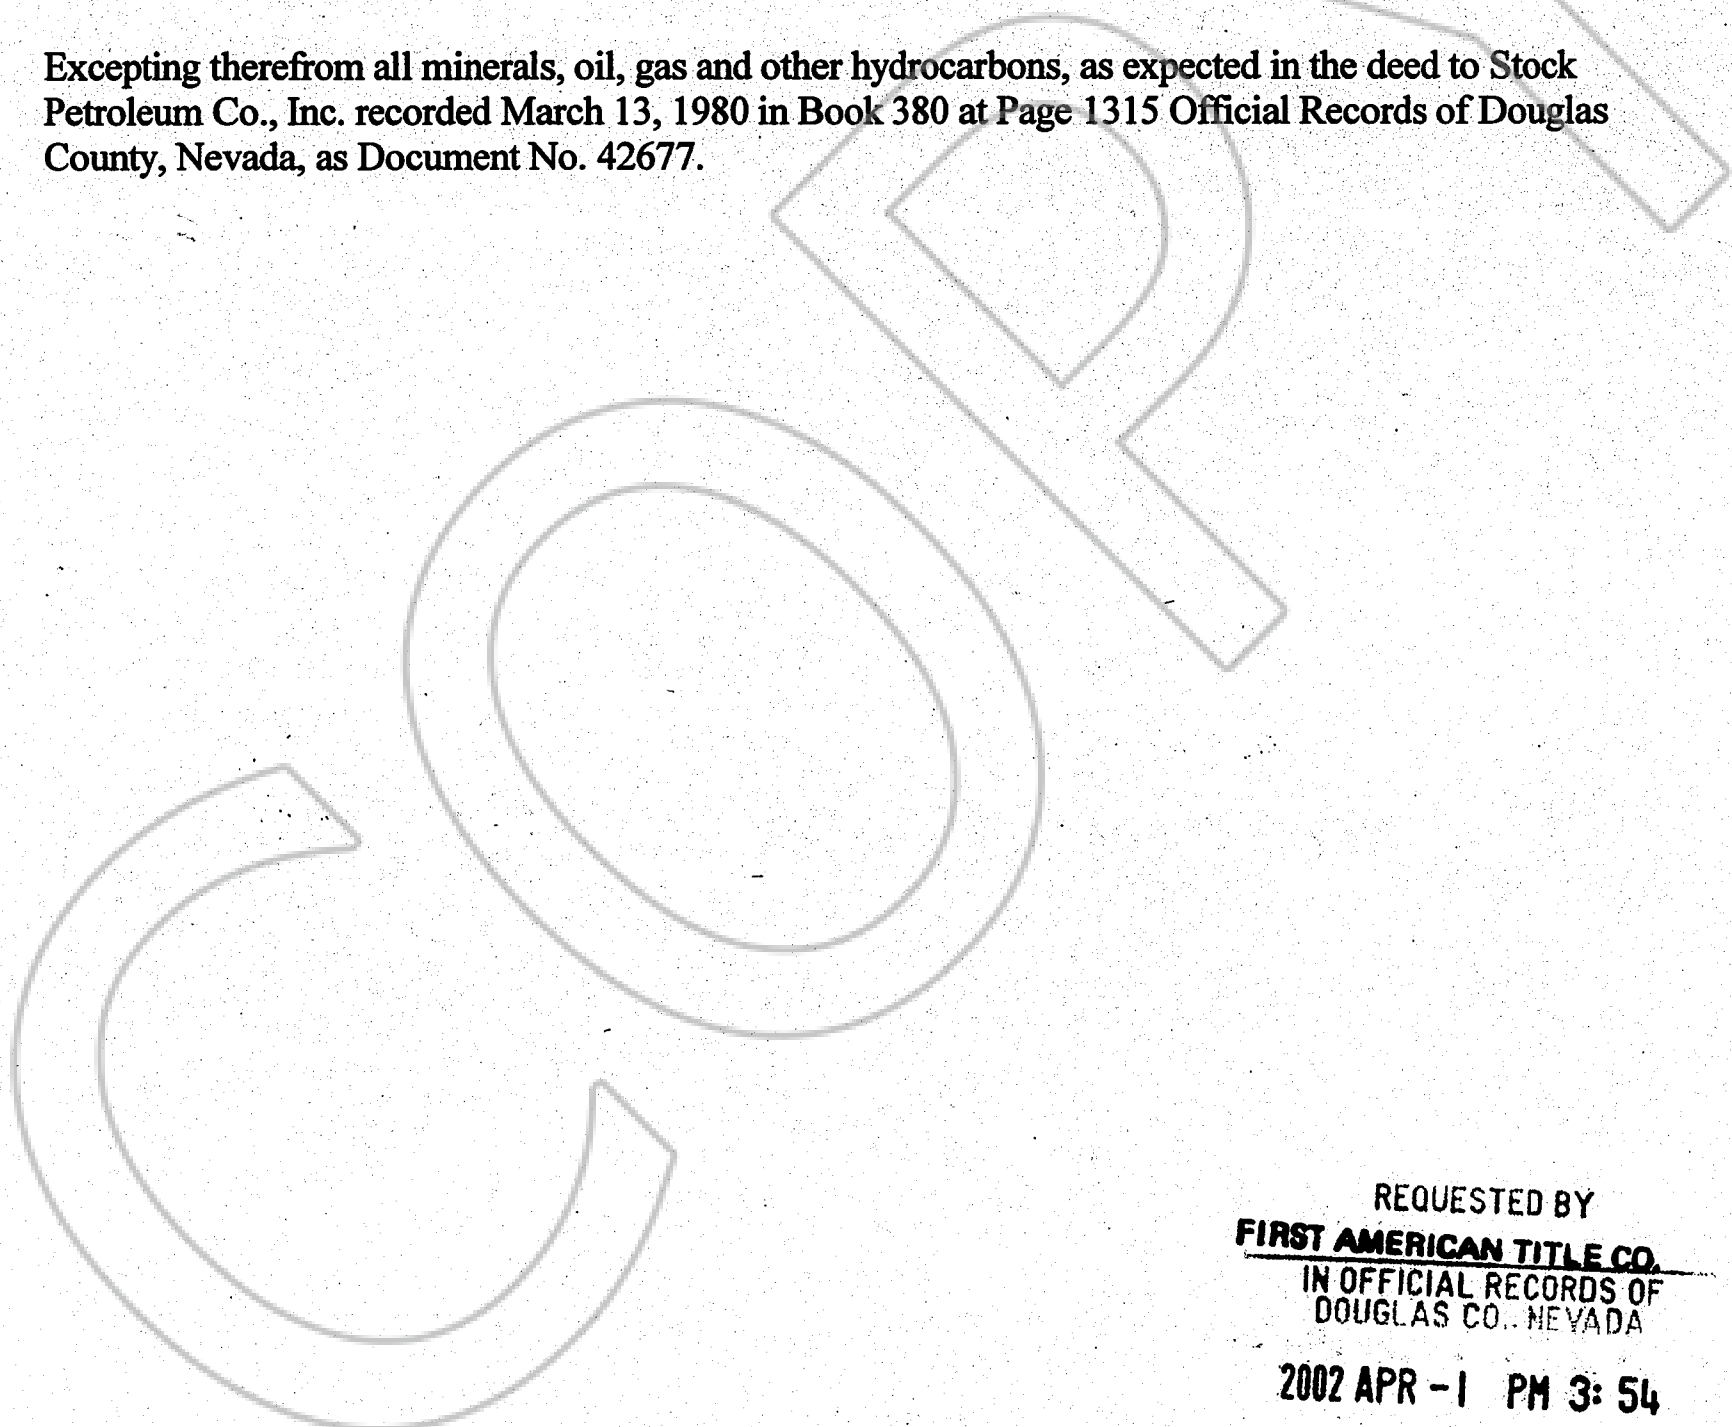 Excepting therefrom all minerals, oil, gas and other hydrocarbons, as expected in the deed to Stock
Petroleum Co., Inc. recorded March 13, 1980 in Book 380 at Page 1315 Official Records of Douglas
County, Nevada, as Document No. 42677.
COPY
REQUESTED BY
FIRST AMERICAN TITLE CO.
IN OFFICIAL RECORDS OF
DOUGLAS CO., NEVADA
2002 APR -1 PM 3: 54